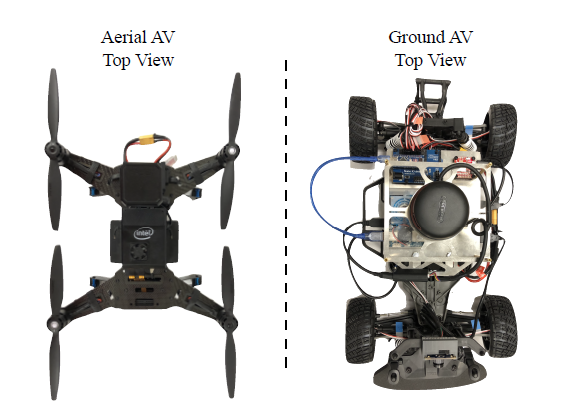 Aerial AV
Top View
Ground AV
Top View
intel